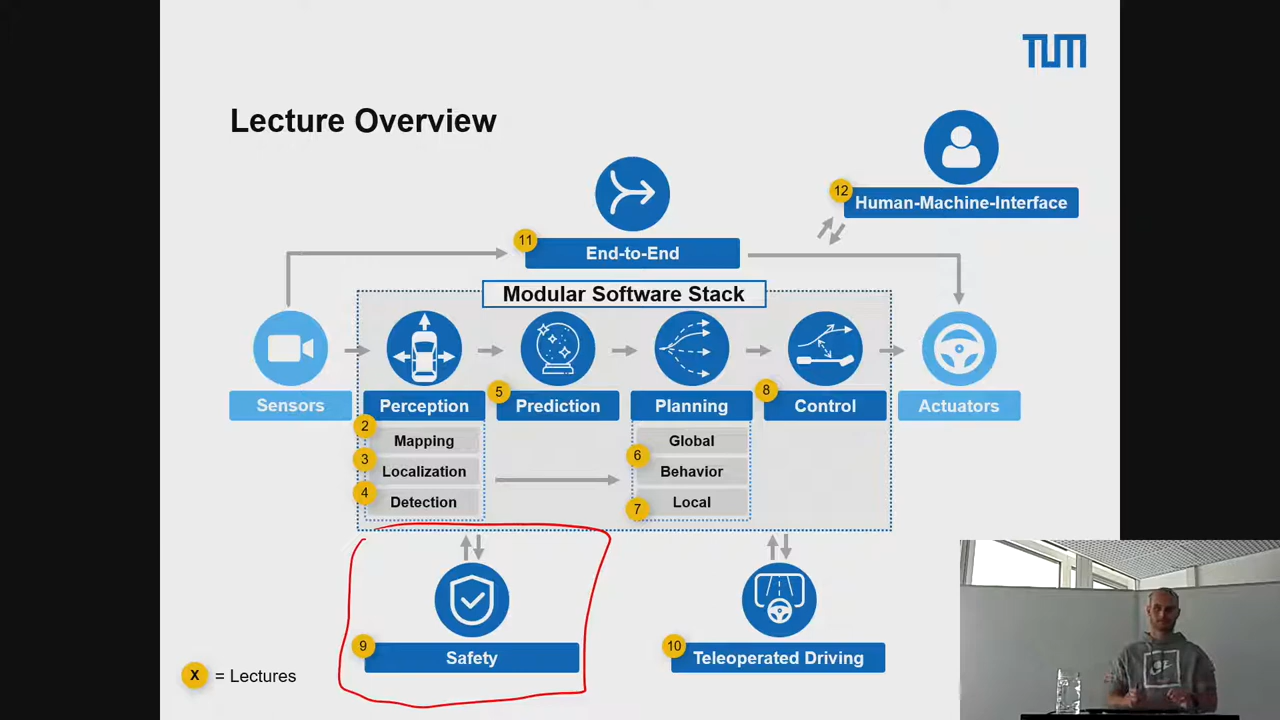 TUM
Lecture Overview
12
Human-Machine-Interface
11
End-to-End
Modular Software Stack
Sensors
Perception
5
Prediction
Planning
8
Control
Actuators
2
Mapping
3
Localization
4
Detection
Global
6
Behavior
7
Local
9
Safety
10
Teleoperated Driving
X = Lectures